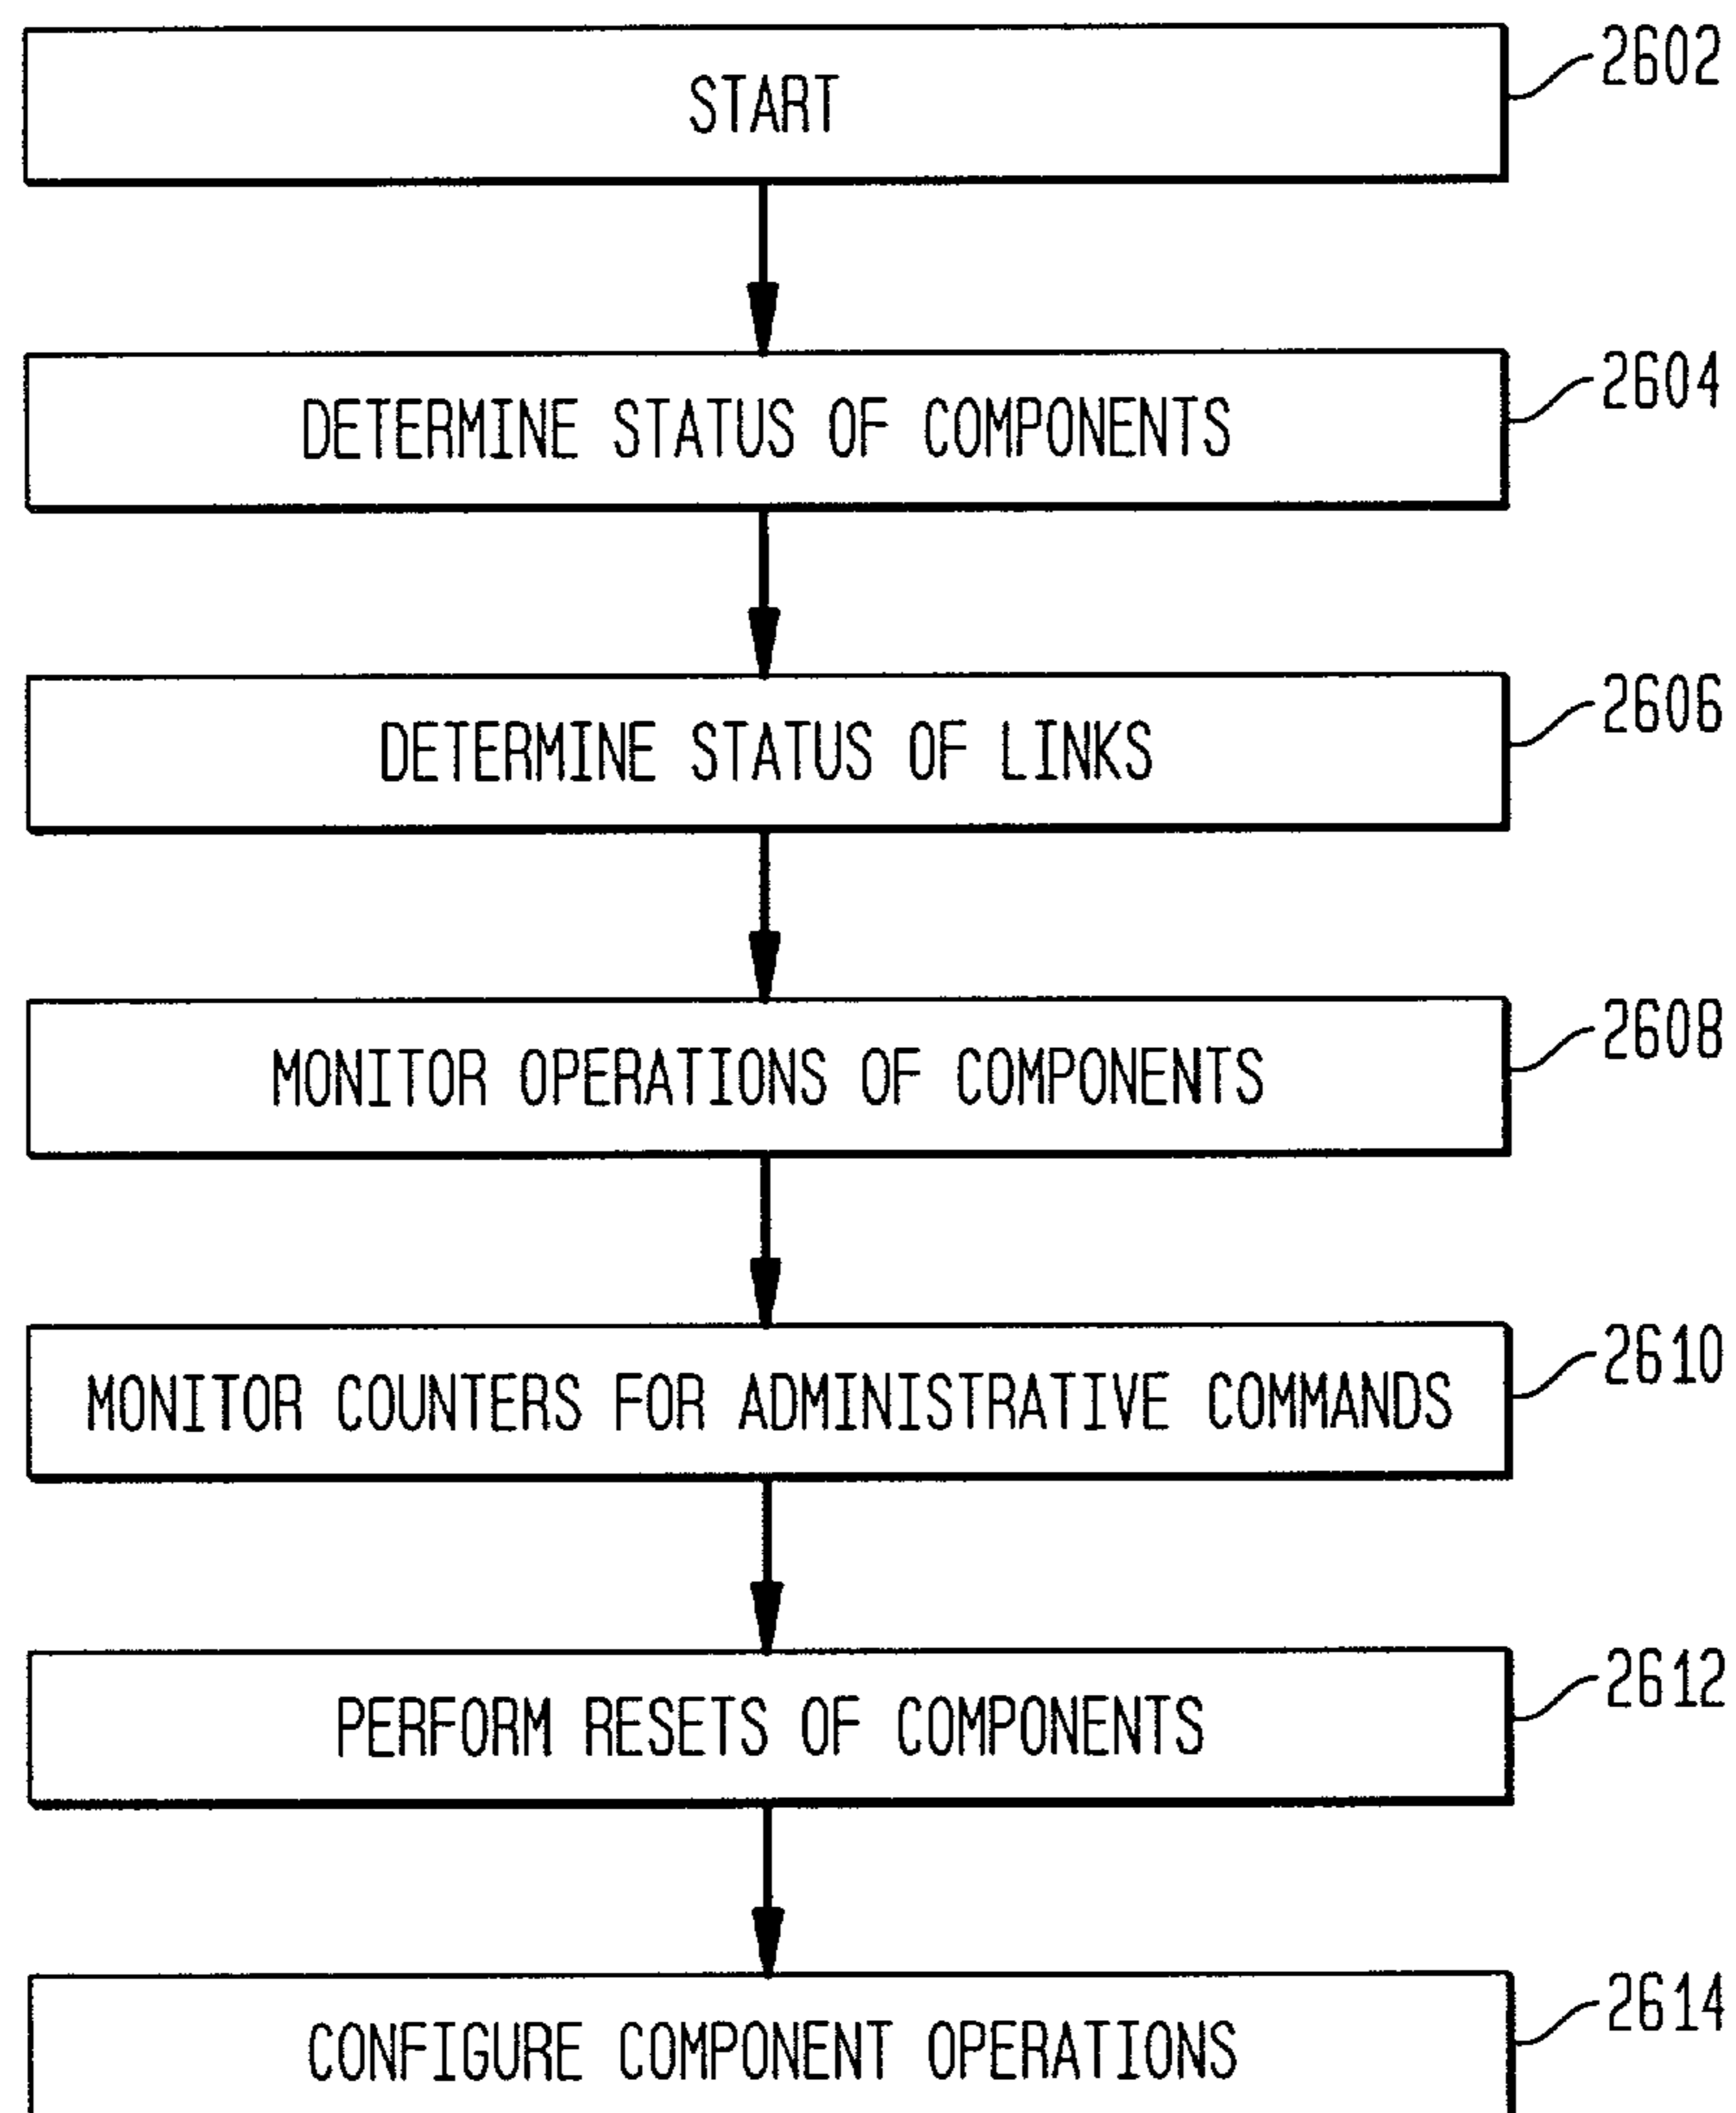 START
2602
DETERMINE STATUS OF COMPONENTS
2604
DETERMINE STATUS OF LINKS
2606
MONITOR OPERATIONS OF COMPONENTS
2608
MONITOR COUNTERS FOR ADMINISTRATIVE COMMANDS
2610
PERFORM RESETS OF COMPONENTS
2612
CONFIGURE COMPONENT OPERATIONS
2614